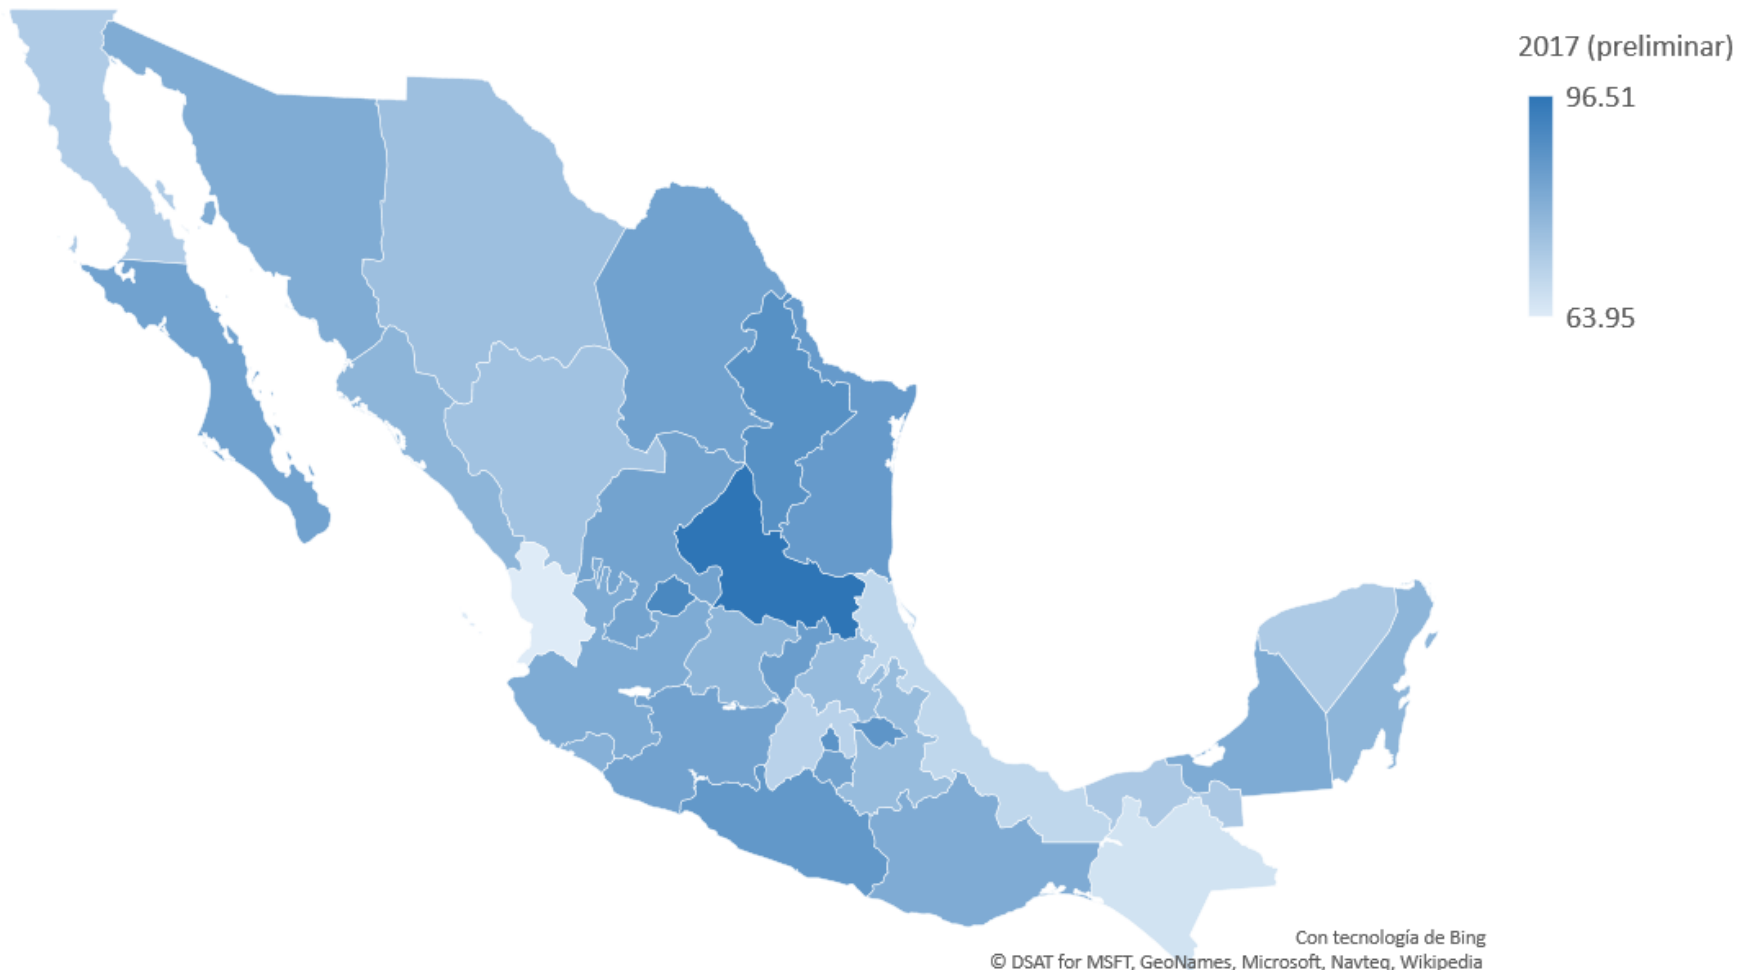 2017 (preliminar)
96.51
63.95
Con tecnología de Bing
© DSAT for MSFT, GeoNames, Microsoft, Navteq, Wikipedia